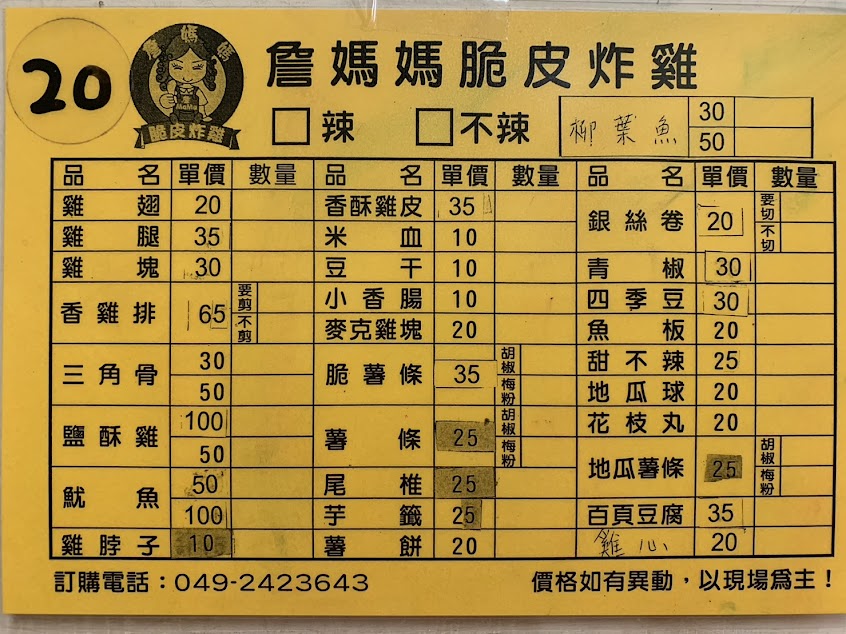 20
詹媽媽
MoMo
脆皮炸雞
詹媽媽脆皮炸雞
辣 不辣
柳葉魚 30
50
品名 單價 數量 品名 單價 數量 品名 單價 數量
雞翅 20 香酥雞皮 35 銀絲卷 20 要切 不切
雞腿 35 米血 10
雞塊 30 豆干 10 青椒 30
香雞排 65 要剪 不剪 小香腸 10 四季豆 30
麥克雞塊 20 魚板 20
三角骨 30 脆薯條 35 胡椒 梅粉 甜不辣 25
50 地瓜球 20
鹽酥雞 100 薯條 25 胡椒 梅粉 花枝丸 20
50 地瓜薯條 25 胡椒 梅粉
魷魚 50 尾椎 25
100 芋籤 25 百頁豆腐 35
雞脖子 10 薯餅 20 雞心 20
訂購電話：049-2423643 價格如有異動，以現場為主！